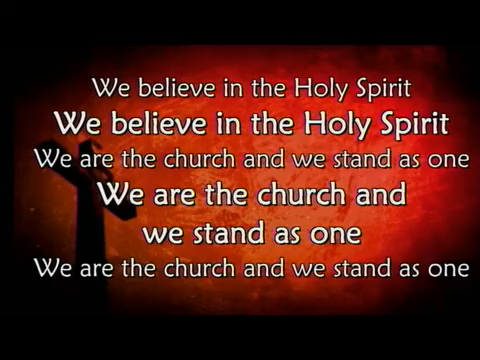 We believe in the Holy Spirit
We believe in the Holy Spirit
We are the church and we stand as one
We are the church and
we stand as one
We are the church and we stand as one